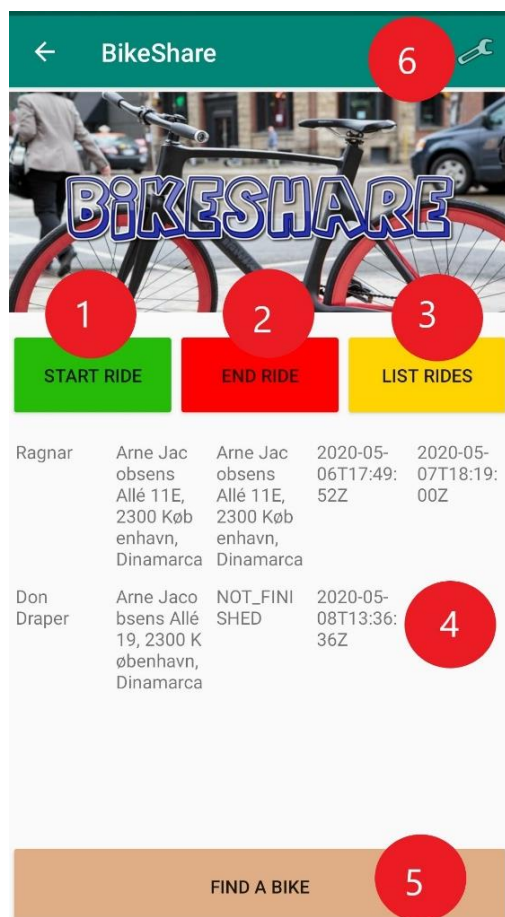 BikeShare
6
BIKESHARE
1
2
3
START RIDE
END RIDE
LIST RIDES
Ragnar
Arne Jac
obsens
Allé 11E,
2300 Køb
enhavn,
Dinamarca
Arne Jac
obsens
Allé 11E,
2300 Køb
enhavn,
Dinamarca
2020-05-
06T17:49:
52Z
2020-05-
07T18:19:
00Z
Don
Draper
Arne Jaco
bsens Allé
19, 2300 K
øbenhavn,
Dinamarca
NOT_FINI
SHED
2020-05-
08T13:36:
36Z
4
FIND A BIKE
5